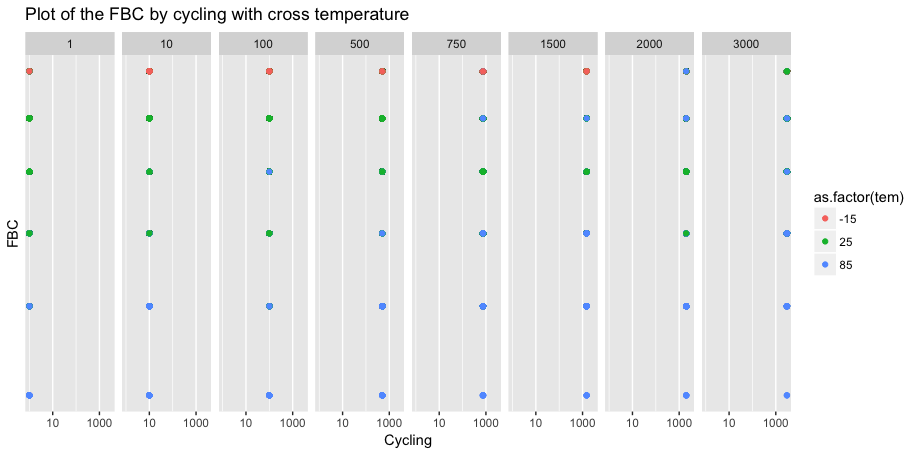 Plot of the FBC by cycling with cross temperature
1 10 100 500 750 1500 2000 3000
FBC
as.factor(tem)
-15
25
85
10 1000 10 1000 10 1000 10 1000 10 1000 10 1000 10 1000 10 1000
Cycling